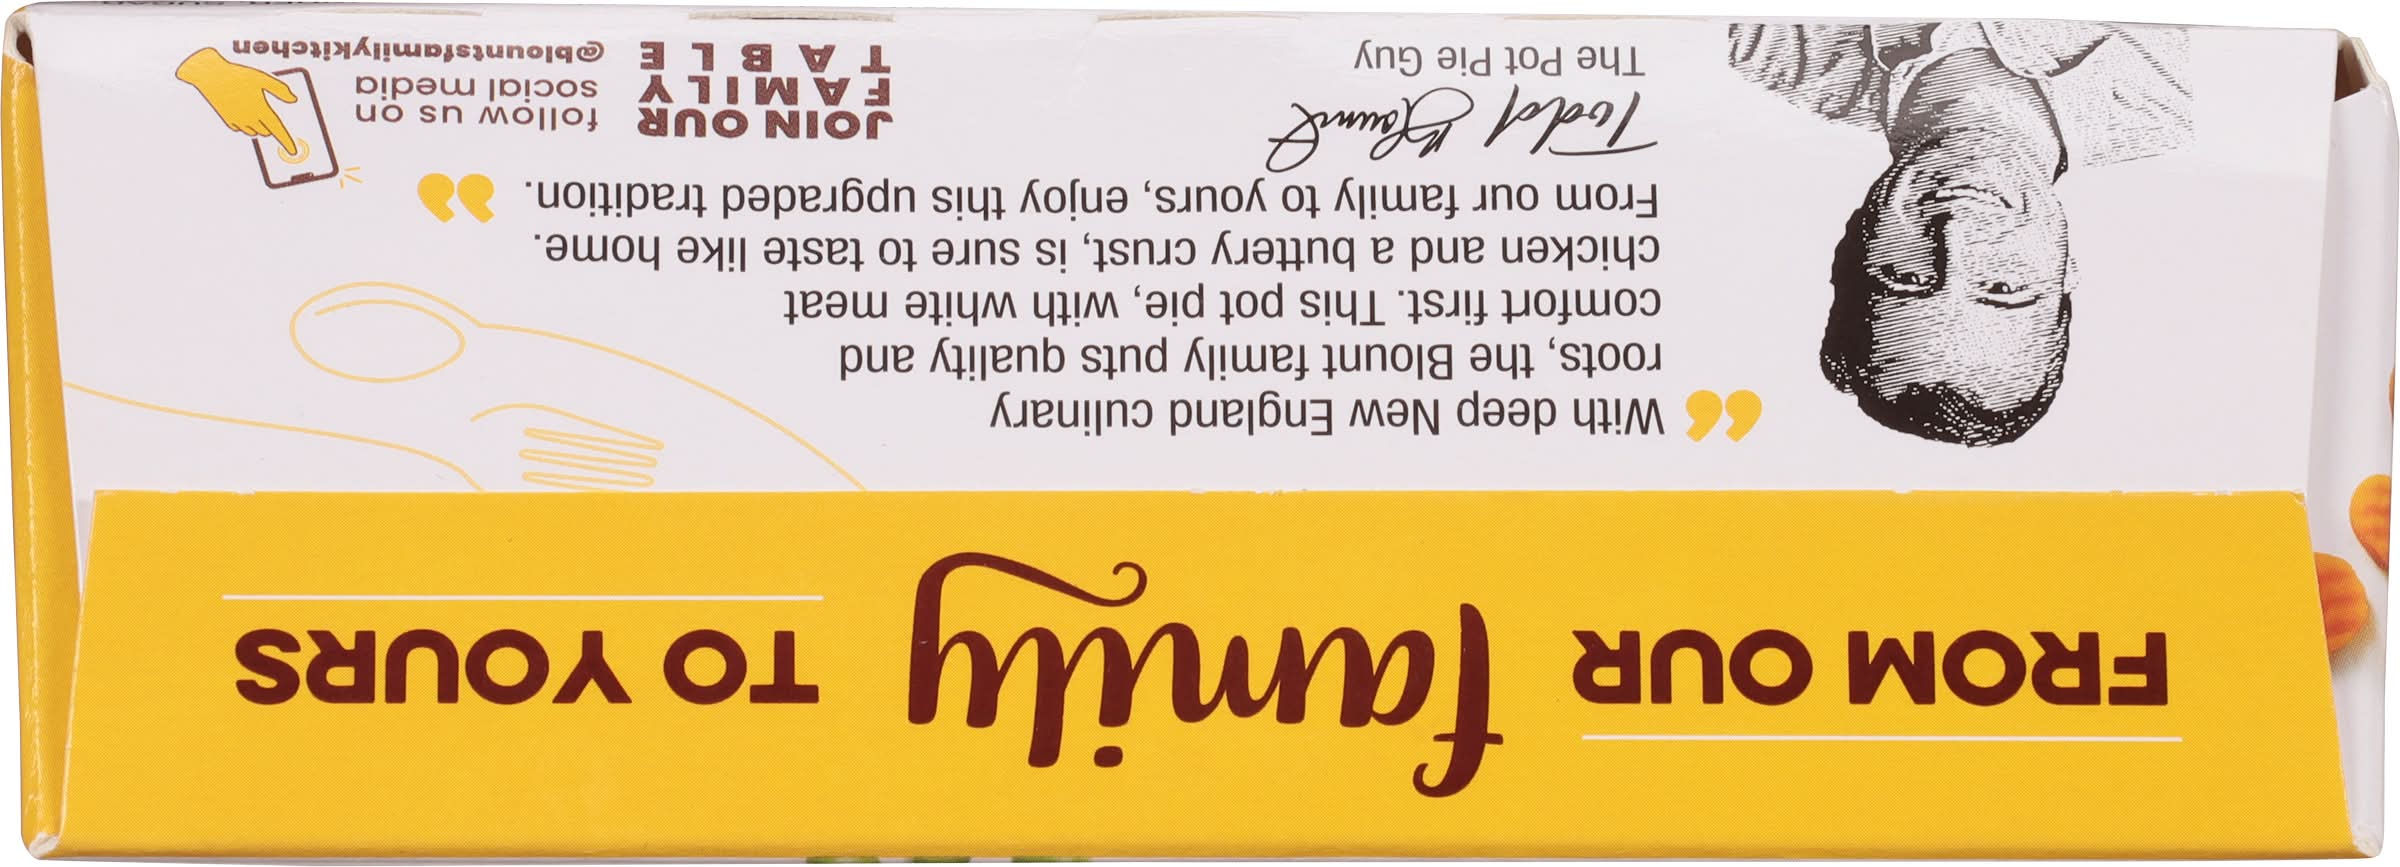 FROM OUR family TO YOURS
“ With deep New England culinary
roots, the Blount family puts quality and
comfort first. This pot pie, with white meat
chicken and a buttery crust, is sure to taste like home.
From our family to yours, enjoy this upgraded tradition. ”
Todd Blount
The Pot Pie Guy
JOIN OUR
FAMILY
TABLE
follow us on
social media
@blountsfamilykitchen